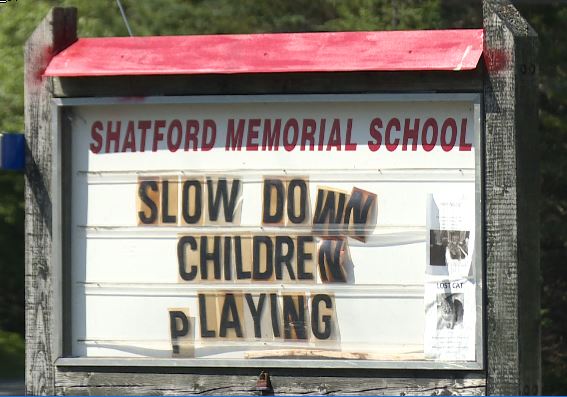 SHATFORD MEMORIAL SCHOOL
SLOW DOWN
CHILDREN
PLAYING
LOST CAT